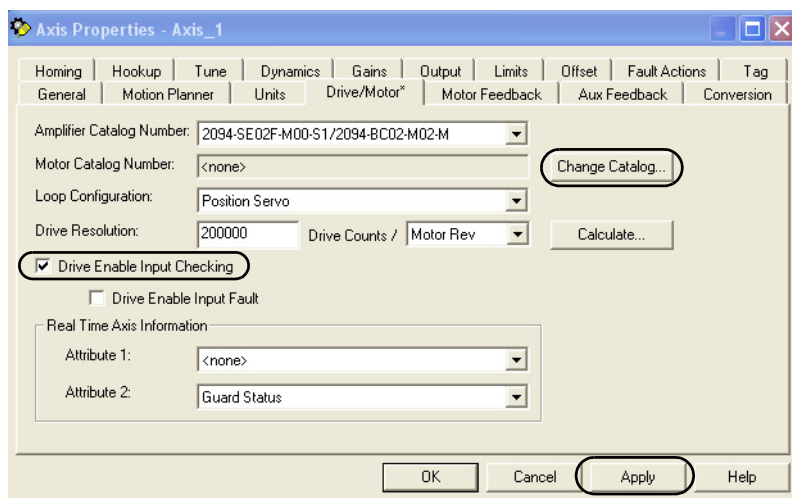 Axis Properties - Axis_1
Homing Hookup Tune Dynamics Gains Output Limits Offset Fault Actions Tag
General Motion Planner Units Drive/Motor* Motor Feedback Aux Feedback Conversion
Amplifier Catalog Number: 2094-SE02F-M00-S1/2094-BC02-M02-M
Motor Catalog Number: <none> Change Catalog...
Loop Configuration: Position Servo
Drive Resolution: 200000 Drive Counts / Motor Rev Calculate...
Drive Enable Input Checking
Drive Enable Input Fault
Real Time Axis Information
Attribute 1: <none>
Attribute 2: Guard Status
OK Cancel Apply Help